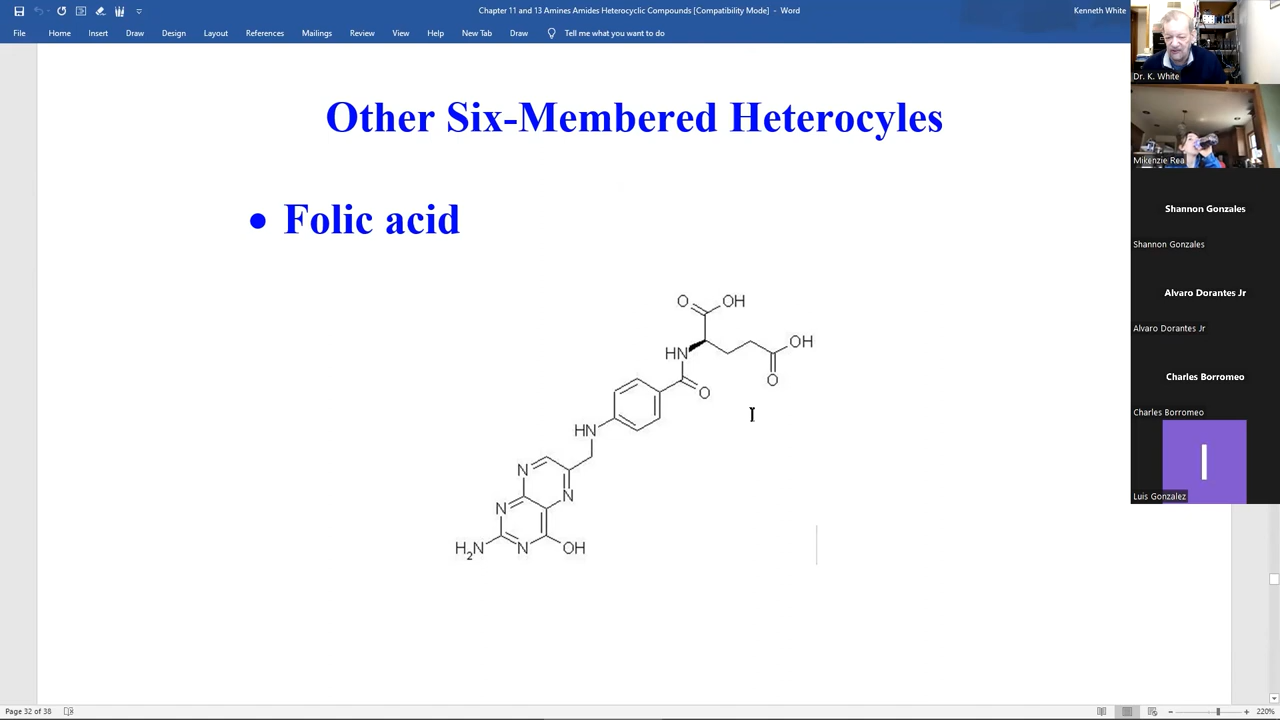 Chapter 11 and 13 Amines Amides Heterocyclic Compounds [Compatibility Mode] - Word
Kenneth White
File Home Insert Draw Design Layout References Mailings Review View Help New Tab Draw Tell me what you want to do
Other Six-Membered Heterocyles
• Folic acid
O OH
HN OH
O O
HN
N
N N
H2N N OH
Dr. K. White
Mikenzie Rea
Shannon Gonzales
Shannon Gonzales
Alvaro Dorantes Jr
Alvaro Dorantes Jr
Charles Borromeo
Charles Borromeo
I
Luis Gonzalez
Page 32 of 38
220%